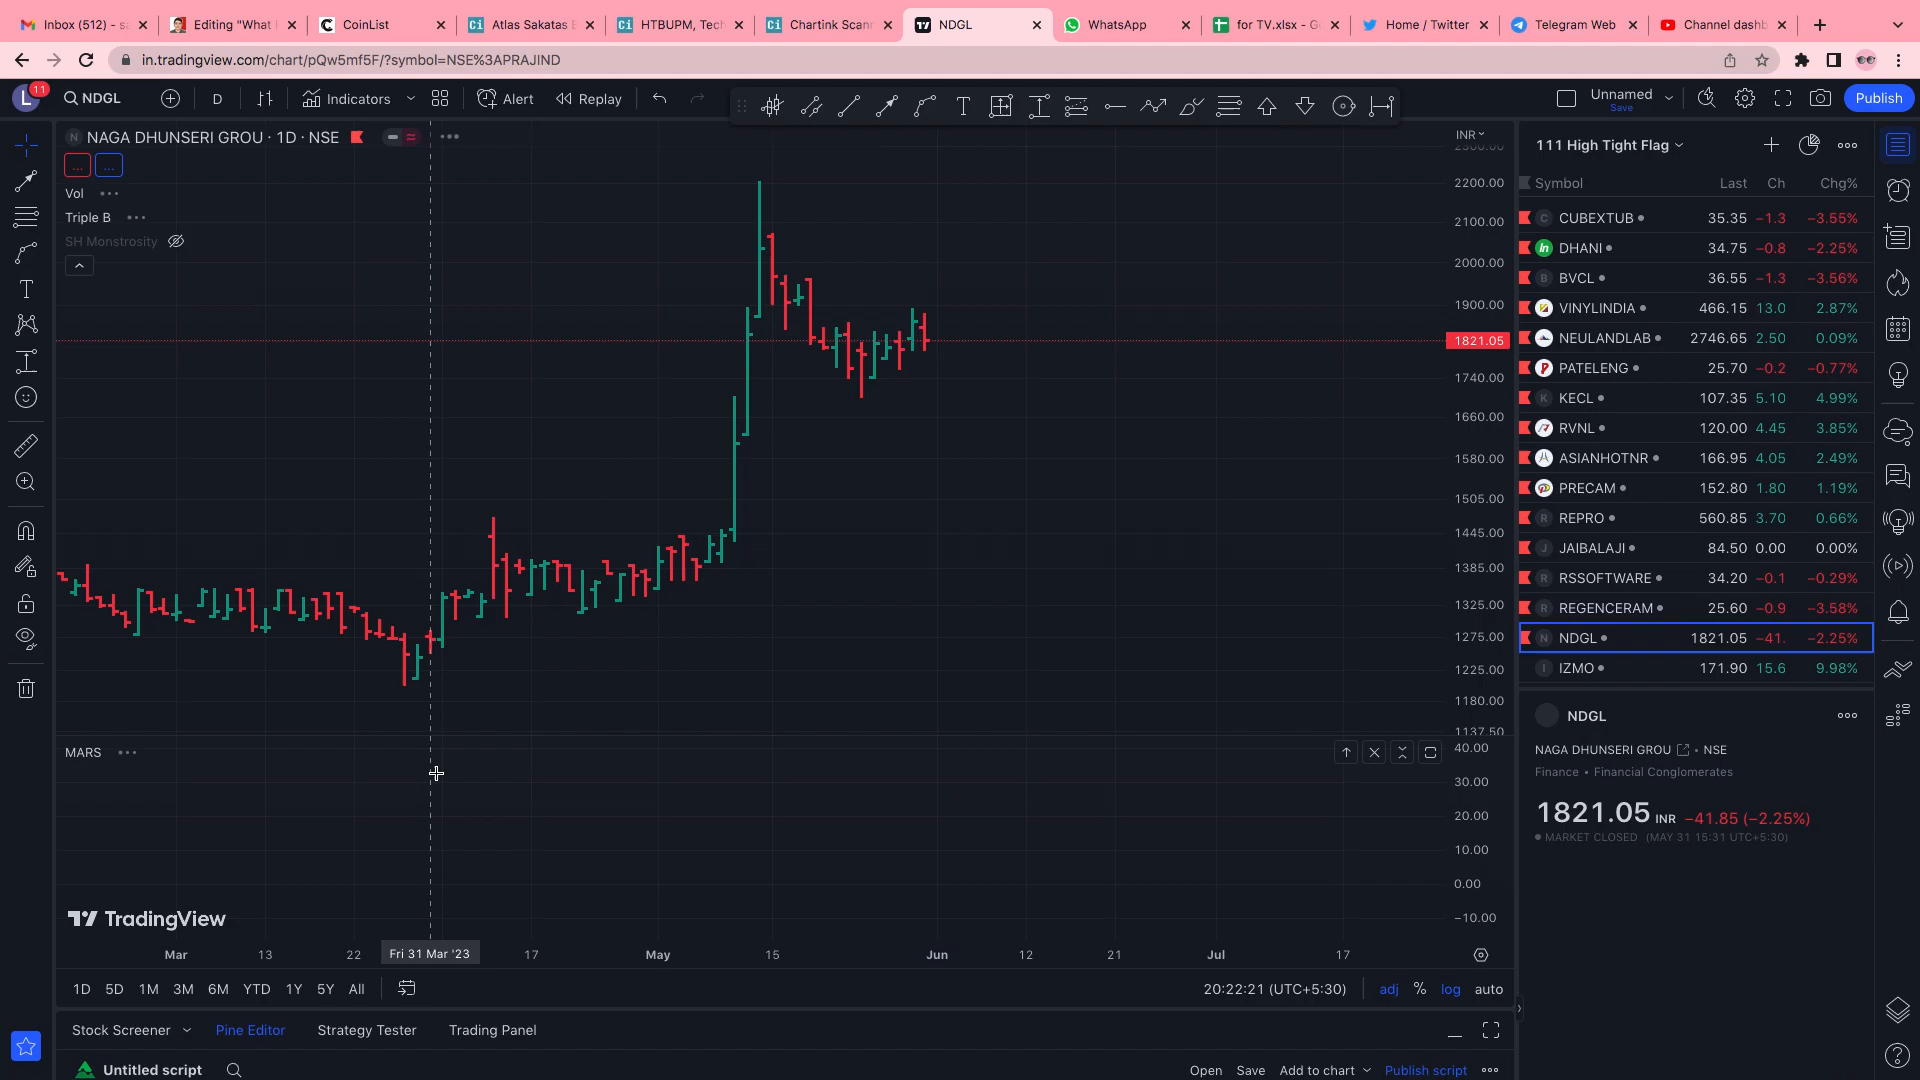 Inbox (512) - sa
Editing "What I
CoinList
Atlas Sakatas E
HTBUPM, Tech
Chartink Scann
NDGL
WhatsApp
for TV.xlsx - Go
Home / Twitter
Telegram Web
Channel dashb
in.tradingview.com/chart/pQw5mf5F/?symbol=NSE%3APRAJIND
L 11 NDGL D Indicators Alert Replay
Unnamed
Save
Publish
NAGA DHUNSERI GROU · 1D · NSE
Vol
Triple B
SH Monstrosity
INR
2300.00
2200.00
2100.00
2000.00
1900.00
1821.05
1740.00
1660.00
1580.00
1505.00
1445.00
1385.00
1325.00
1275.00
1225.00
1180.00
1137.50
MARS
40.00
30.00
20.00
10.00
0.00
−10.00
TradingView
Mar 13 22 Fri 31 Mar '23 17 May 15 Jun 12 21 Jul 17
1D 5D 1M 3M 6M YTD 1Y 5Y All
20:22:21 (UTC+5:30) adj % log auto
Stock Screener Pine Editor Strategy Tester Trading Panel
Untitled script
Open Save Add to chart Publish script
111 High Tight Flag
Symbol Last Ch Chg%
C CUBEXTUB 35.35 −1.3 −3.55%
DHANI 34.75 −0.8 −2.25%
B BVCL 36.55 −1.3 −3.56%
VINYLINDIA 466.15 13.0 2.87%
NEULANDLAB 2746.65 2.50 0.09%
PATELENG 25.70 −0.2 −0.77%
K KECL 107.35 5.10 4.99%
RVNL 120.00 4.45 3.85%
ASIANHOTNR 166.95 4.05 2.49%
PRECAM 152.80 1.80 1.19%
R REPRO 560.85 3.70 0.66%
J JAIBALAJI 84.50 0.00 0.00%
R RSSOFTWARE 34.20 −0.1 −0.29%
R REGENCERAM 25.60 −0.9 −3.58%
N NDGL 1821.05 −41. −2.25%
I IZMO 171.90 15.6 9.98%
NDGL
NAGA DHUNSERI GROU • NSE
Finance • Financial Conglomerates
1821.05 INR −41.85 (−2.25%)
MARKET CLOSED (MAY 31 15:31 UTC+5:30)